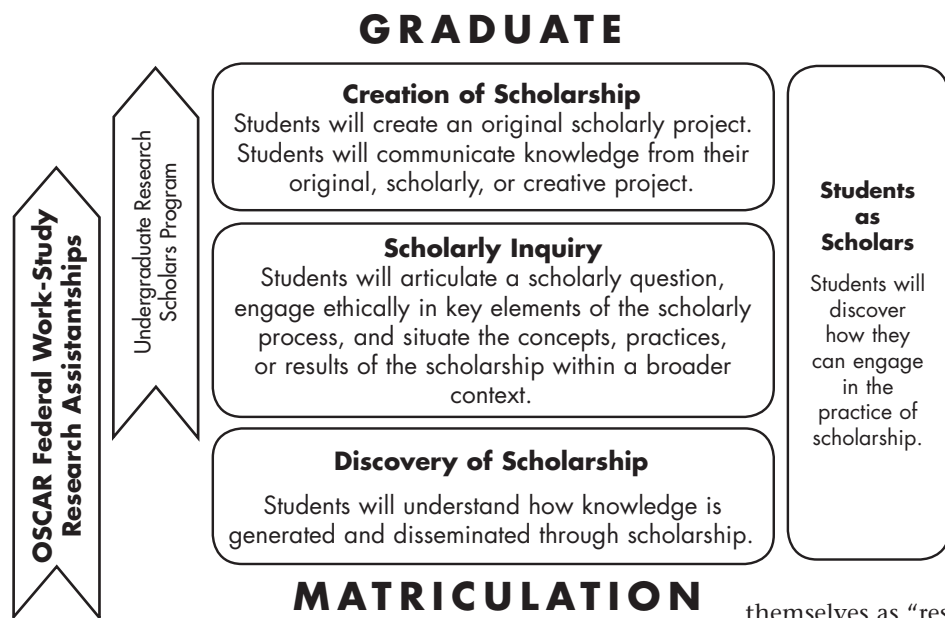 GRADUATE
OSCAR Federal Work-Study
Research Assistantships
Undergraduate Research
Scholars Program
Creation of Scholarship
Students will create an original scholarly project.
Students will communicate knowledge from their
original, scholarly, or creative project.
Scholarly Inquiry
Students will articulate a scholarly question,
engage ethically in key elements of the scholarly
process, and situate the concepts, practices,
or results of the scholarship within a broader
context.
Discovery of Scholarship
Students will understand how knowledge is
generated and disseminated through scholarship.
Students
as
Scholars
Students will
discover
how they
can engage
in the
practice of
scholarship.
MATRICULATION
themselves as “res